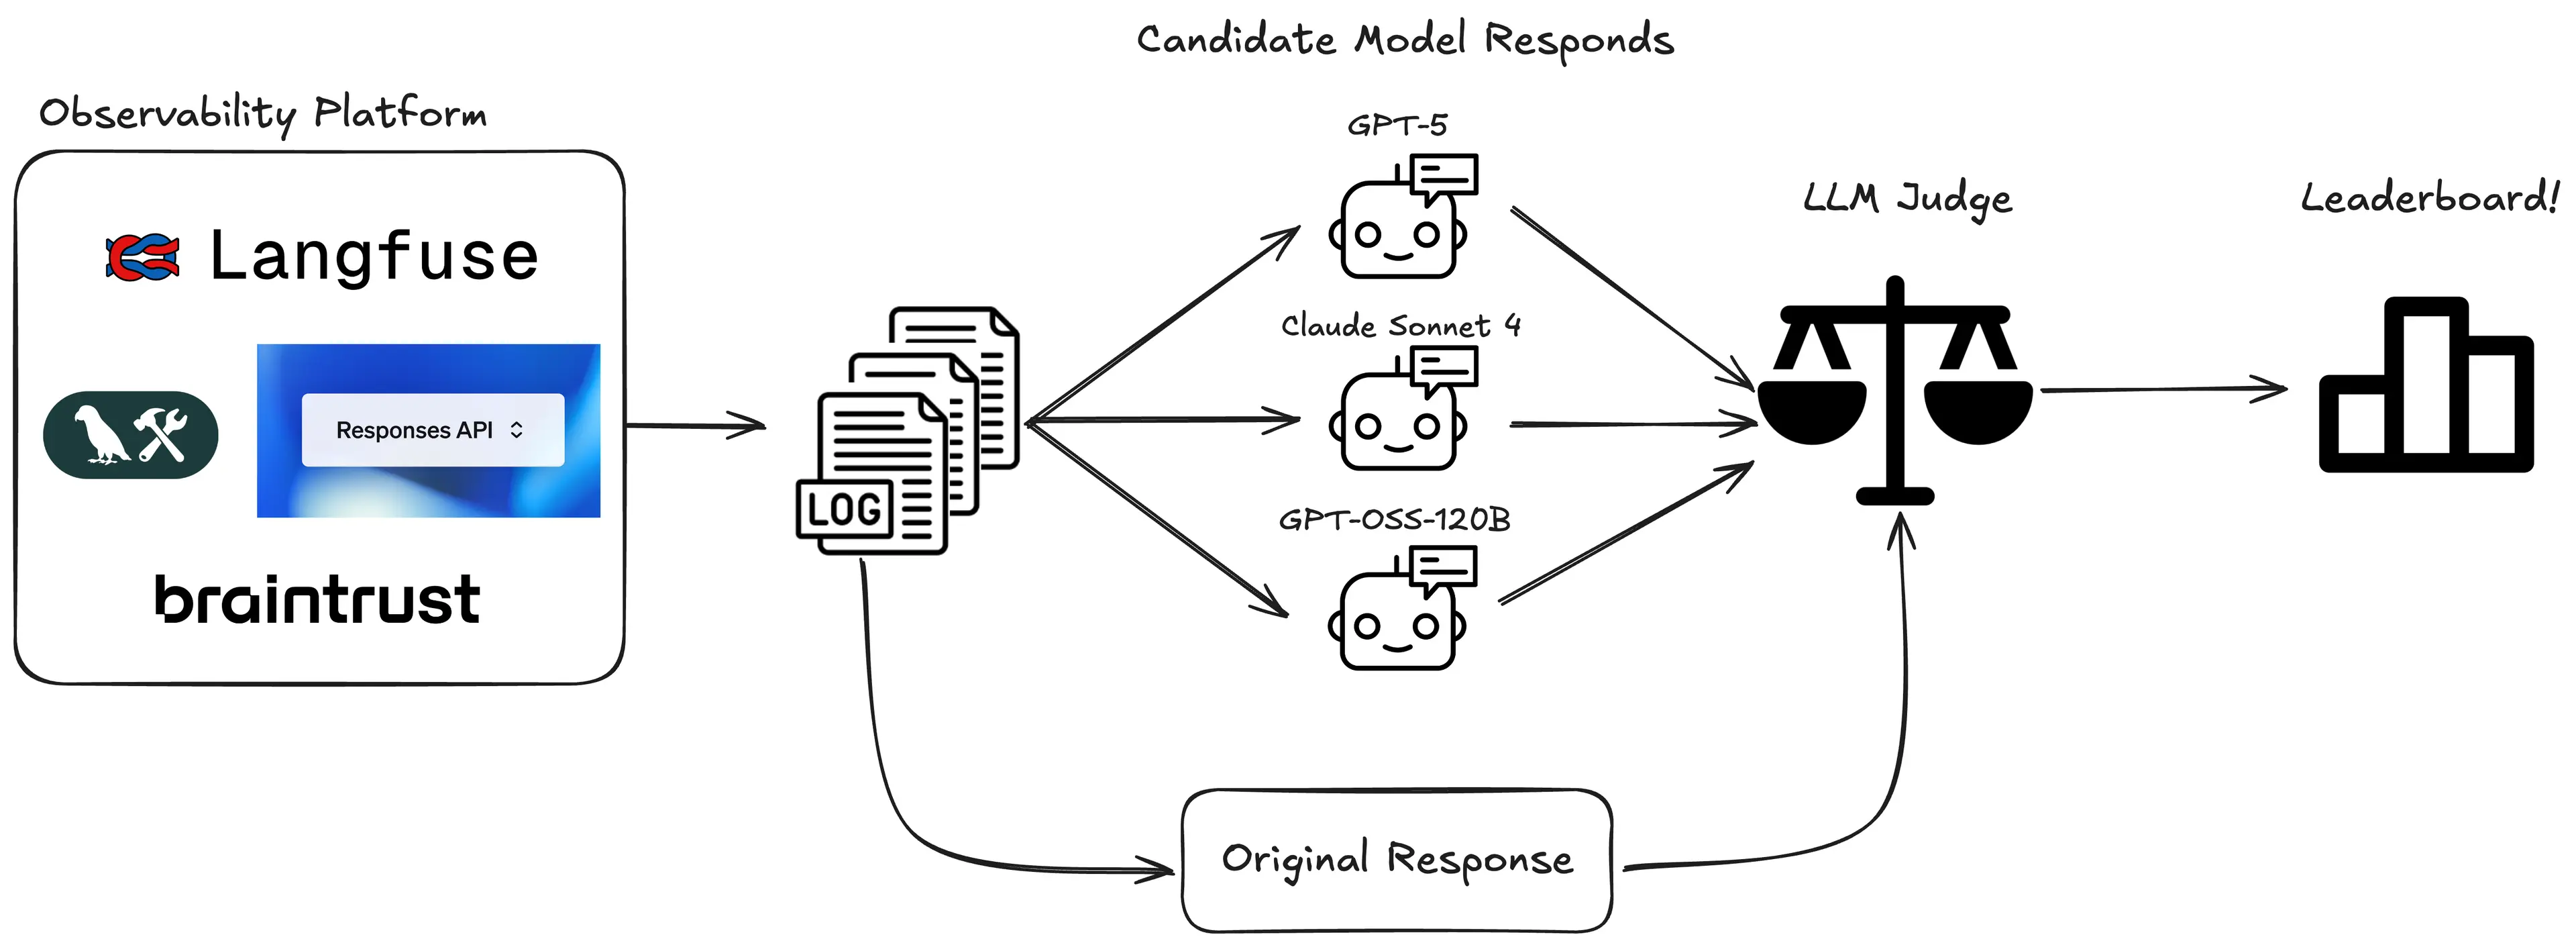 Candidate Model Responds
Observability Platform
Langfuse
Responses API
braintrust
LOG
GPT-5
Claude Sonnet 4
GPT-OSS-120B
Original Response
LLM Judge
Leaderboard!